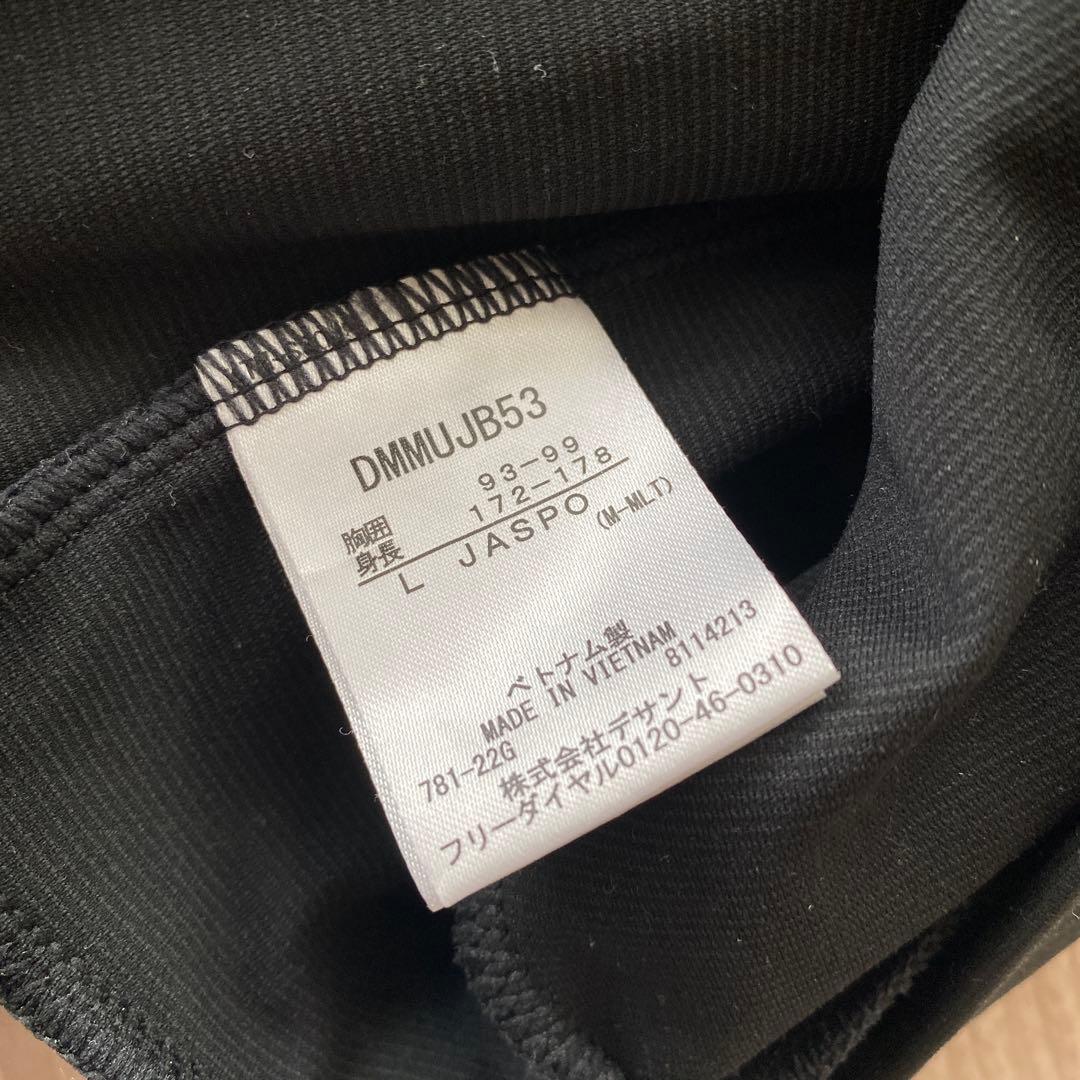 DMMUJB53
胸囲 93-99
身長 172-178
L JASPO (M-MLT)
ベトナム製
MADE IN VIETNAM
781-22G 8114213
株式会社デサント
フリーダイヤル0120-46-0310